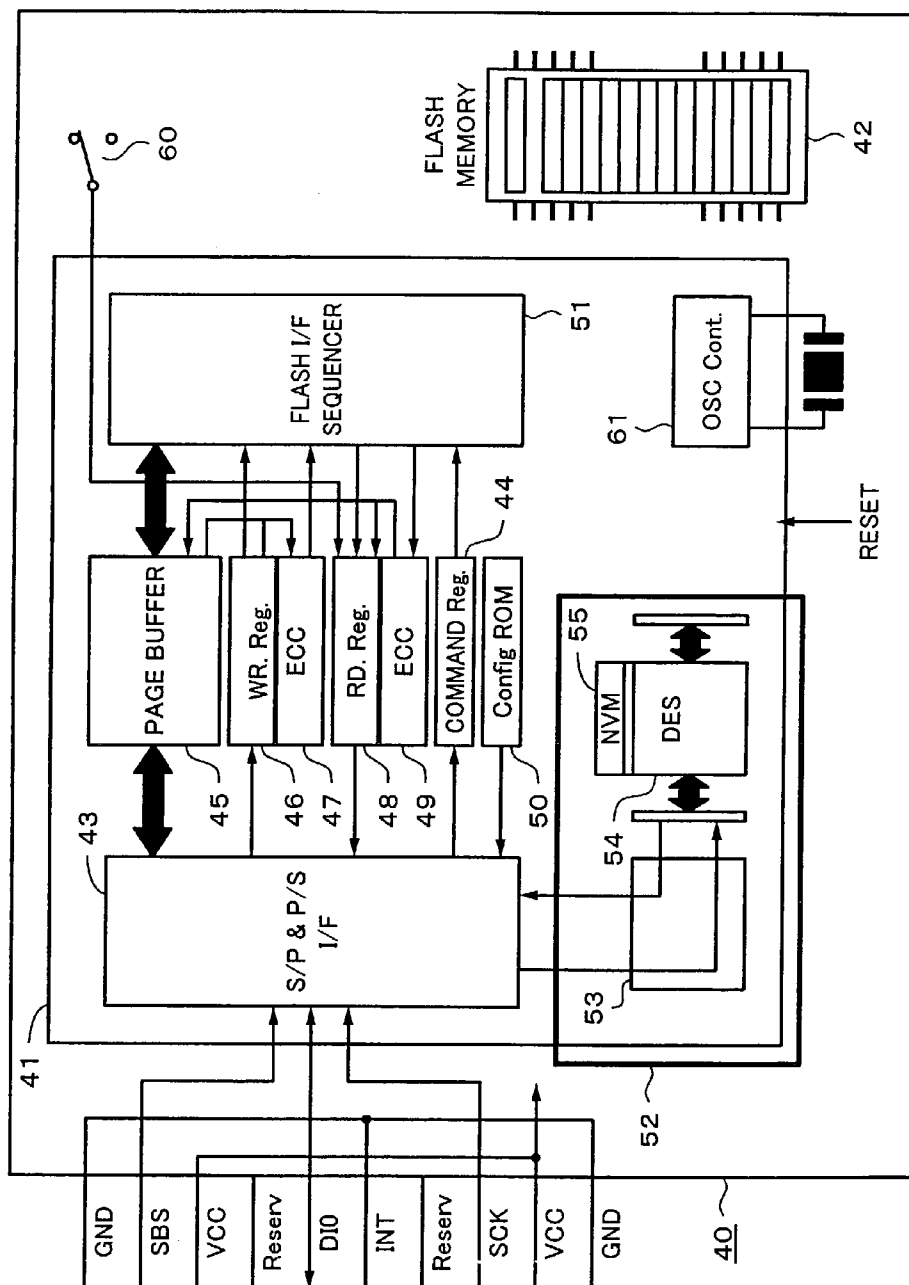 GND
SBS
VCC
Reserv
DIO
INT
Reserv
SCK
VCC
GND
40
41
43
S/P & P/S
I/F
PAGE BUFFER
45
WR. Reg.
46
ECC
47
RD. Reg.
48
ECC
49
COMMAND Reg.
44
Config ROM
50
FLASH I/F
SEQUENCER
51
60
FLASH
MEMORY
42
52
53
54
NVM
55
DES
RESET
61
OSC Cont.